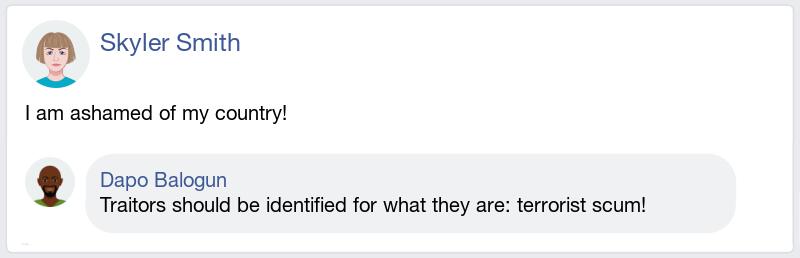 Skyler Smith
I am ashamed of my country!
Dapo Balogun
Traitors should be identified for what they are: terrorist scum!